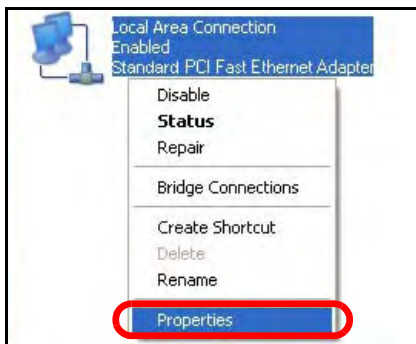 Local Area Connection
Enabled
Standard PCI Fast Ethernet Adapter
Disable
Status
Repair
Bridge Connections
Create Shortcut
Delete
Rename
Properties